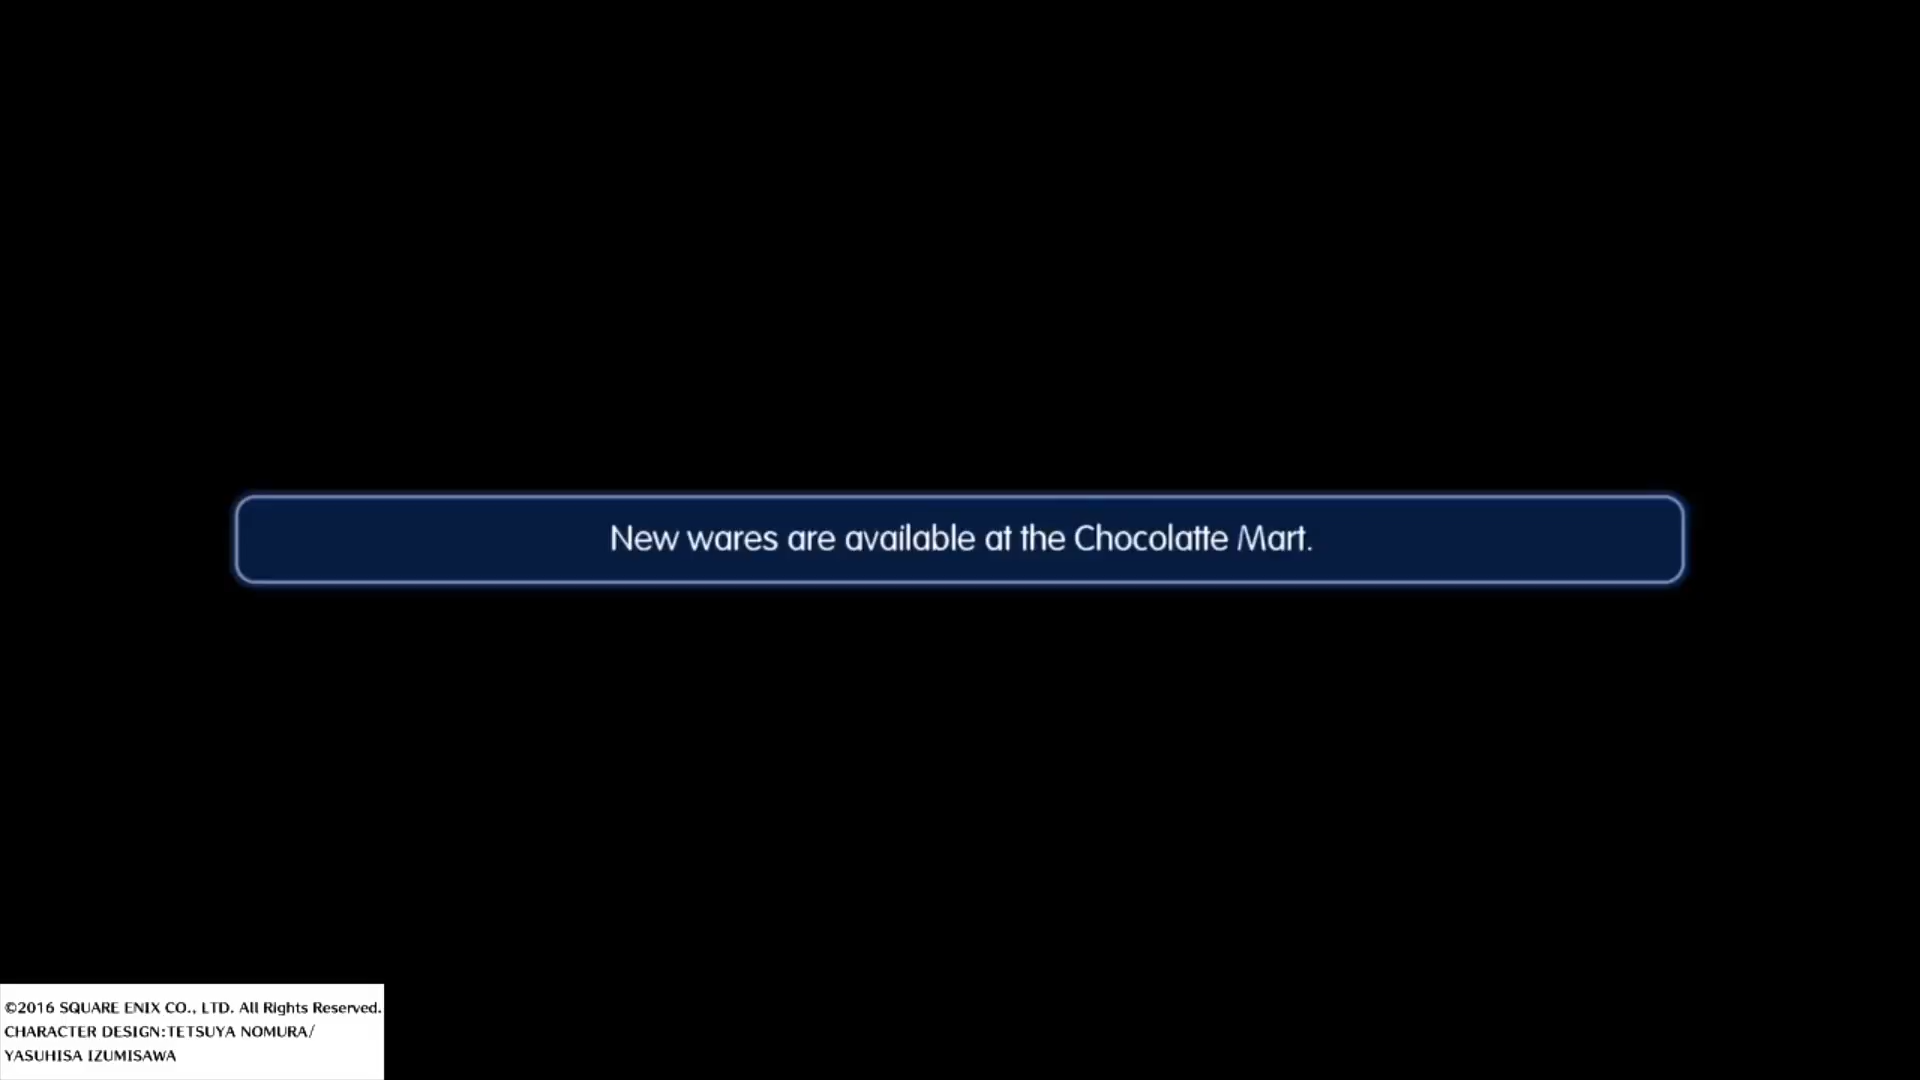 New wares are available at the Chocolatte Mart.
©2016 SQUARE ENIX CO., LTD. All Rights Reserved.
CHARACTER DESIGN:TETSUYA NOMURA/
YASUHISA IZUMISAWA